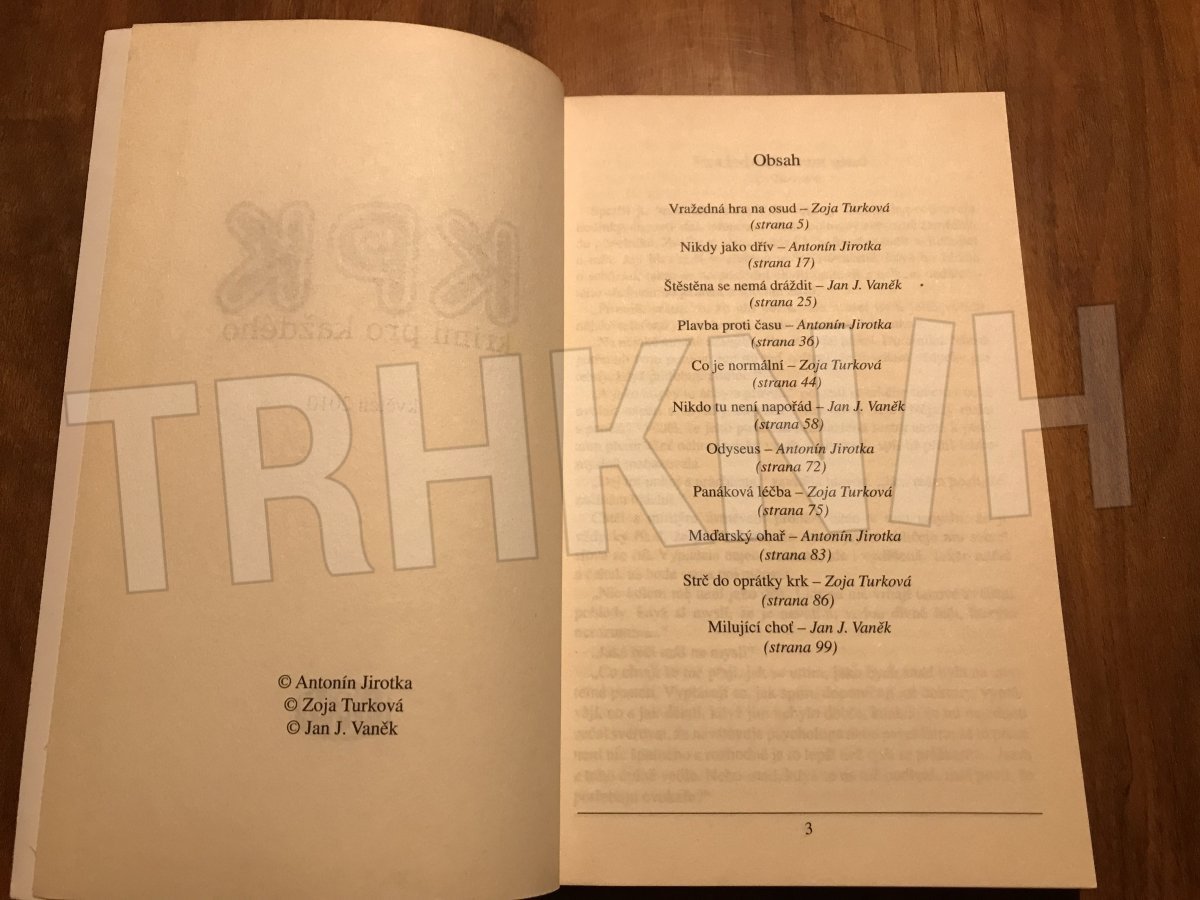 © Antonín Jirotka
© Zoja Turková
© Jan J. Vaněk
Obsah
Vražedná hra na osud – Zoja Turková
(strana 5)
Nikdy jako dřív – Antonín Jirotka
(strana 17)
Štěstěna se nemá dráždit – Jan J. Vaněk
(strana 25)
Plavba proti času – Antonín Jirotka
(strana 36)
Co je normální – Zoja Turková
(strana 44)
Nikdo tu není napořád – Jan J. Vaněk
(strana 58)
Odyseus – Antonín Jirotka
(strana 72)
Panáková léčba – Zoja Turková
(strana 75)
Maďarský ohař – Antonín Jirotka
(strana 83)
Strč do oprátky krk – Zoja Turková
(strana 86)
Milující choť – Jan J. Vaněk
(strana 99)
3
TRHKNIH